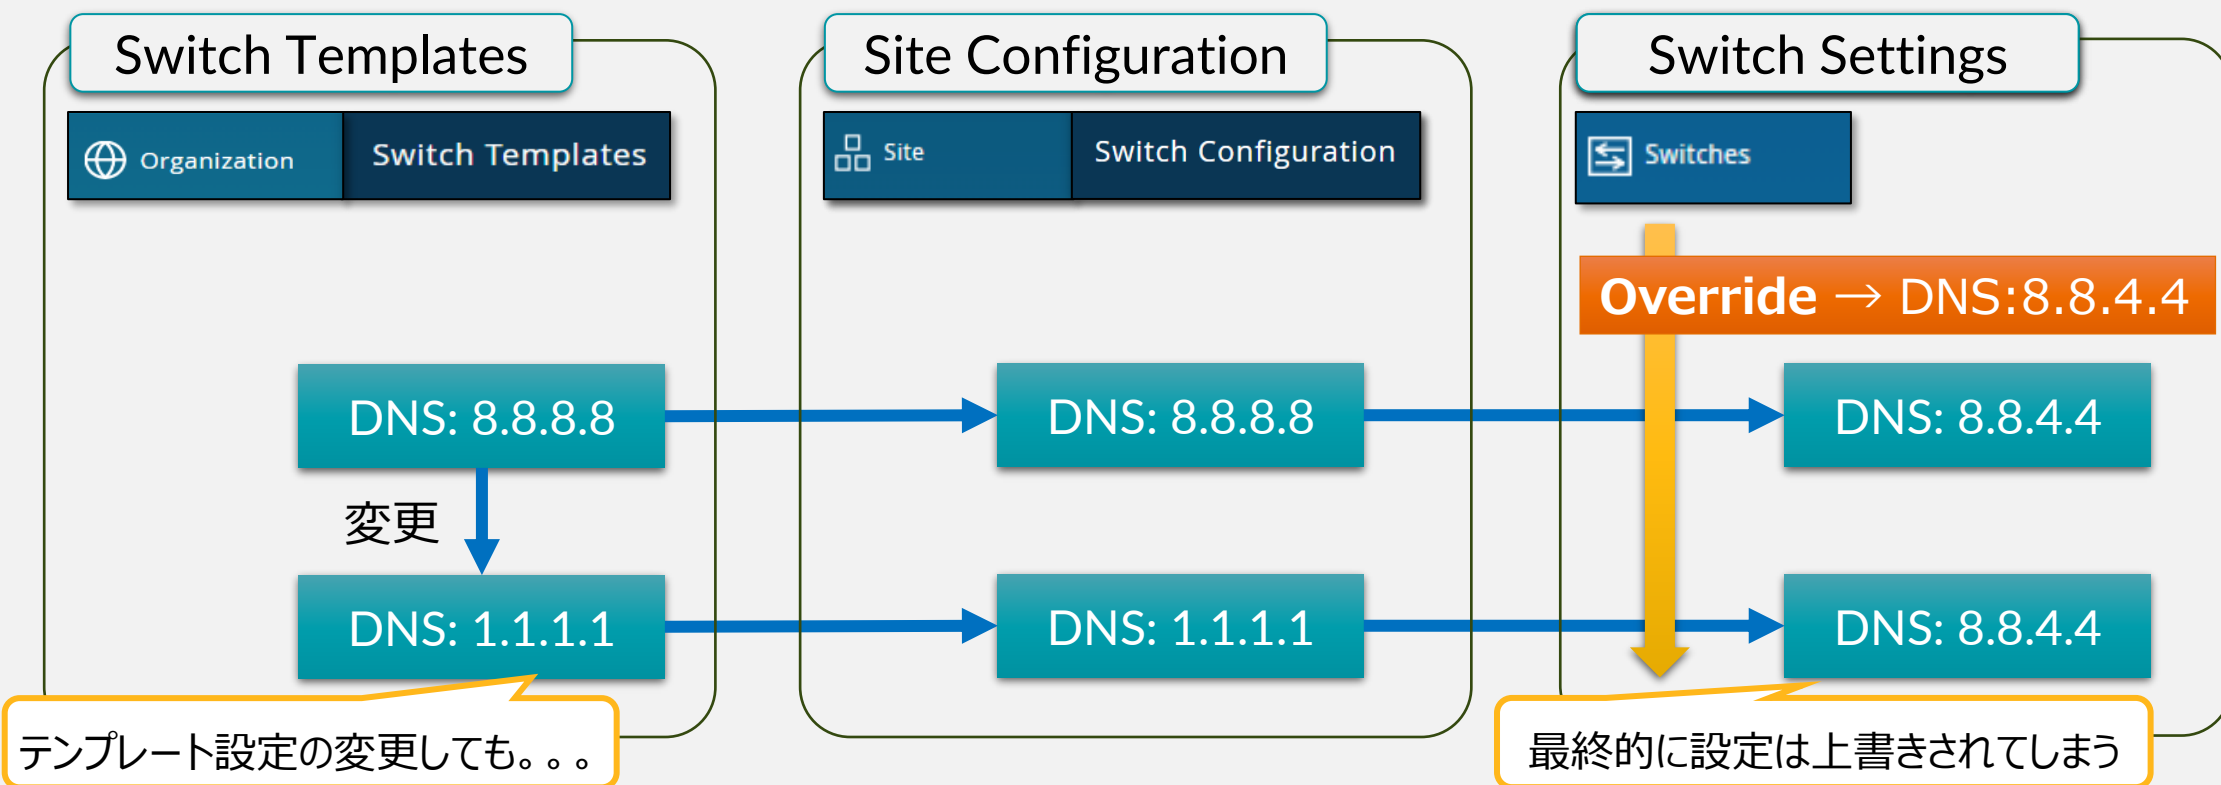 Switch Templates
Organization
Switch Templates
DNS: 8.8.8.8
変更
DNS: 1.1.1.1
テンプレート設定の変更しても。。。
Site Configuration
Site
Switch Configuration
DNS: 8.8.8.8
DNS: 1.1.1.1
Switch Settings
Switches
Override → DNS:8.8.4.4
DNS: 8.8.4.4
DNS: 8.8.4.4
最終的に設定は上書きされてしまう